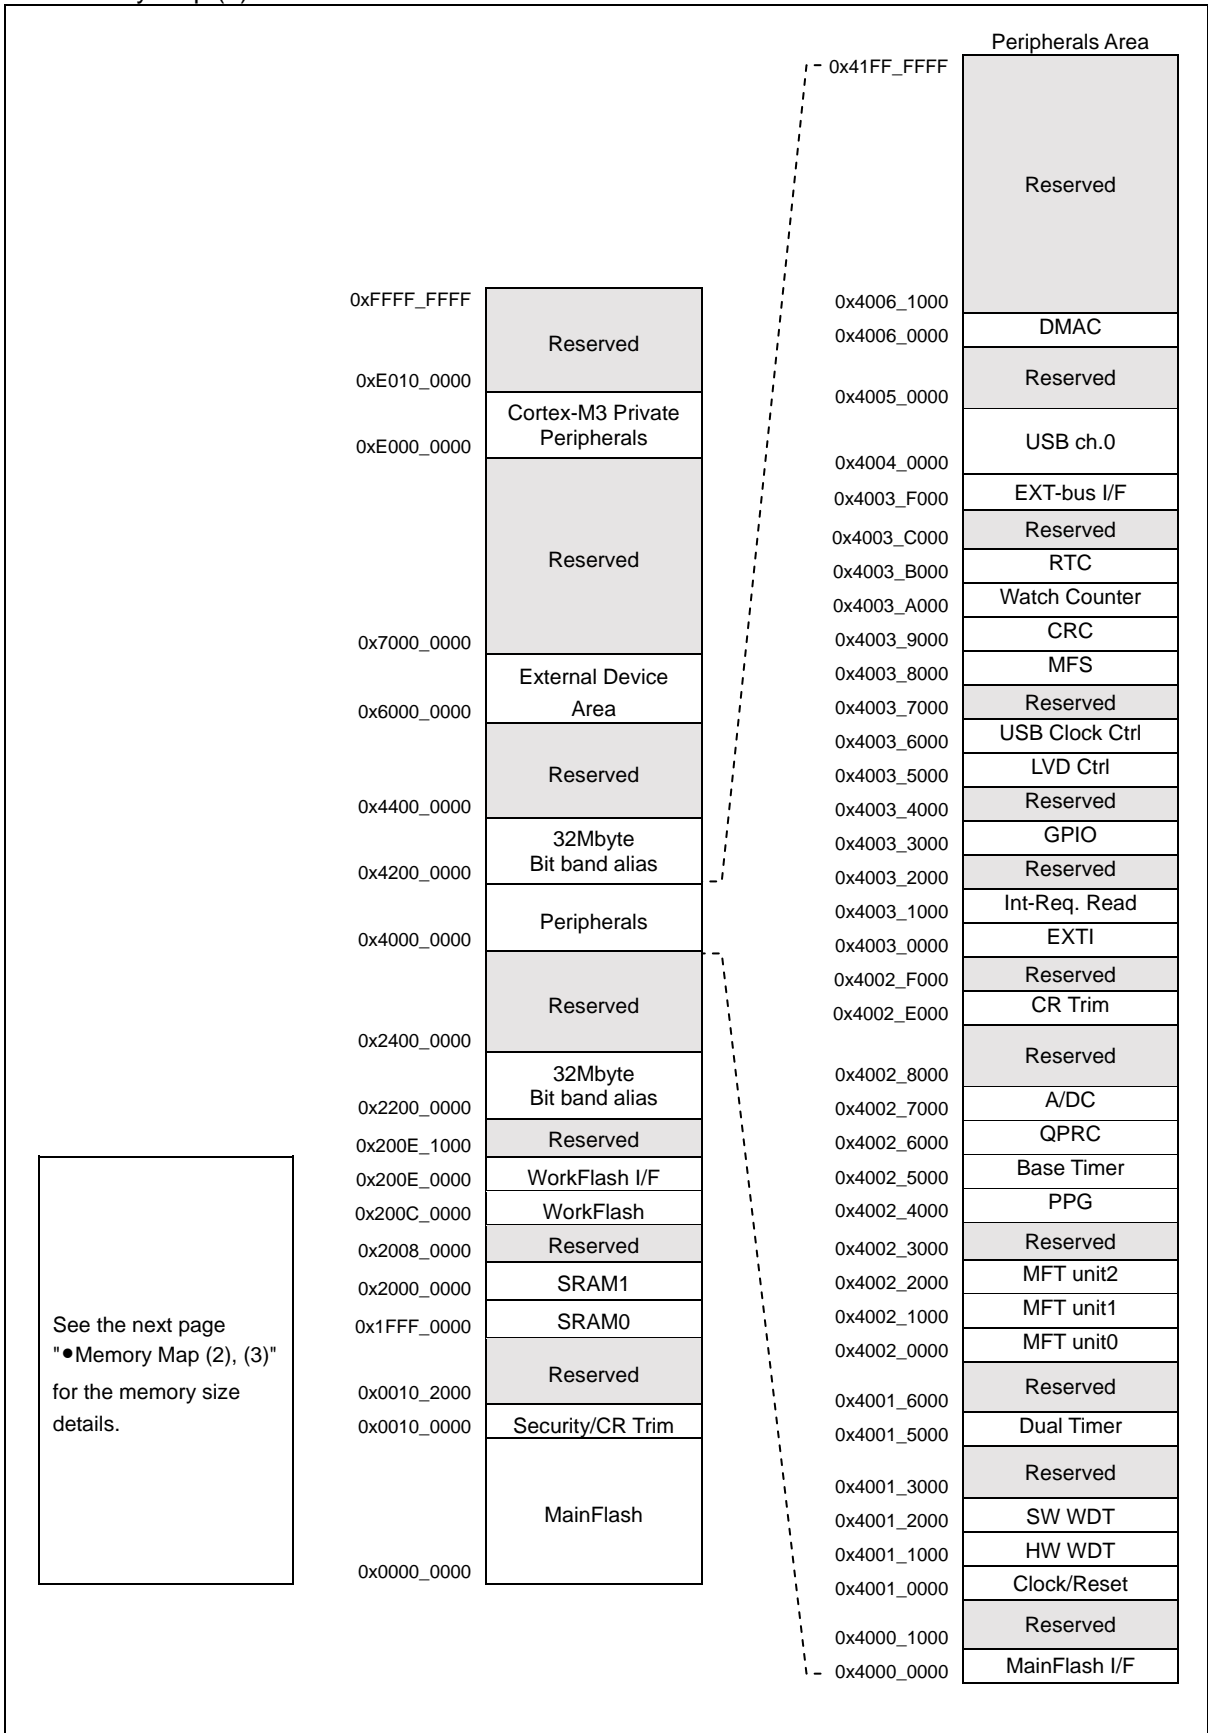 Peripherals Area
0x41FF_FFFF
Reserved
0x4006_1000
DMAC
0x4006_0000
Reserved
0x4005_0000
USB ch.0
0x4004_0000
EXT-bus I/F
0x4003_F000
Reserved
0x4003_C000
RTC
0x4003_B000
Watch Counter
0x4003_A000
CRC
0x4003_9000
MFS
0x4003_8000
Reserved
0x4003_7000
USB Clock Ctrl
0x4003_6000
LVD Ctrl
0x4003_5000
Reserved
0x4003_4000
GPIO
0x4003_3000
Reserved
0x4003_2000
Int-Req. Read
0x4003_1000
EXTI
0x4003_0000
Reserved
0x4002_F000
CR Trim
0x4002_E000
Reserved
0x4002_8000
A/DC
0x4002_7000
QPRC
0x4002_6000
Base Timer
0x4002_5000
PPG
0x4002_4000
Reserved
0x4002_3000
MFT unit2
0x4002_2000
MFT unit1
0x4002_1000
MFT unit0
0x4002_0000
Reserved
0x4001_6000
Dual Timer
0x4001_5000
Reserved
0x4001_3000
SW WDT
0x4001_2000
HW WDT
0x4001_1000
Clock/Reset
0x4001_0000
Reserved
0x4000_1000
MainFlash I/F
0x4000_0000
0xFFFF_FFFF
Reserved
0xE010_0000
Cortex-M3 Private
Peripherals
0xE000_0000
Reserved
0x7000_0000
External Device
Area
0x6000_0000
Reserved
0x4400_0000
32Mbyte
Bit band alias
0x4200_0000
Peripherals
0x4000_0000
Reserved
0x2400_0000
32Mbyte
Bit band alias
0x2200_0000
Reserved
0x200E_1000
WorkFlash I/F
0x200E_0000
WorkFlash
0x200C_0000
Reserved
0x2008_0000
SRAM1
0x2000_0000
SRAM0
0x1FFF_0000
Reserved
0x0010_2000
Security/CR Trim
0x0010_0000
MainFlash
0x0000_0000
See the next page
"●Memory Map (2), (3)"
for the memory size
details.